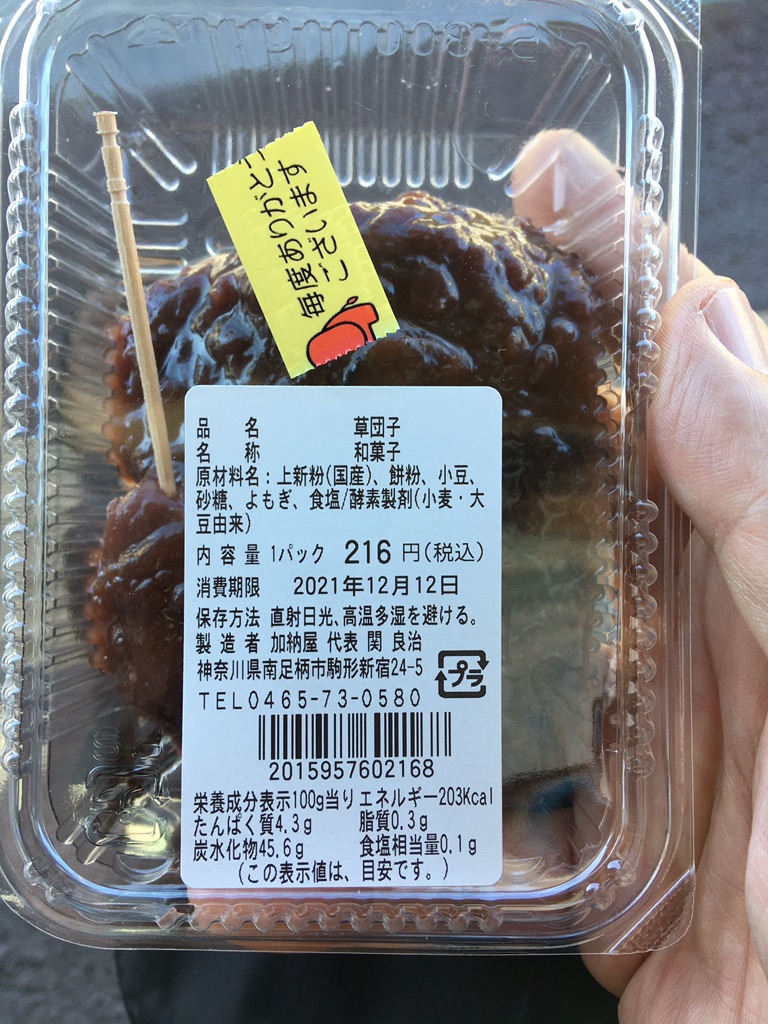 毎度ありがとう
ございます
品名 草団子
名称 和菓子
原材料名：上新粉(国産)、餅粉、小豆、
砂糖、よもぎ、食塩/酵素製剤(小麦・大
豆由来)
内容量 1パック 216円(税込)
消費期限 2021年12月12日
保存方法 直射日光、高温多湿を避ける。
製造者 加納屋 代表 関 良治
神奈川県南足柄市駒形新宿24-5
プラ
TEL0465-73-0580
2015957602168
栄養成分表示100g当り エネルギー203Kcal
たんぱく質4.3g 脂質0.3g
炭水化物45.6g 食塩相当量0.1g
(この表示値は、目安です。)